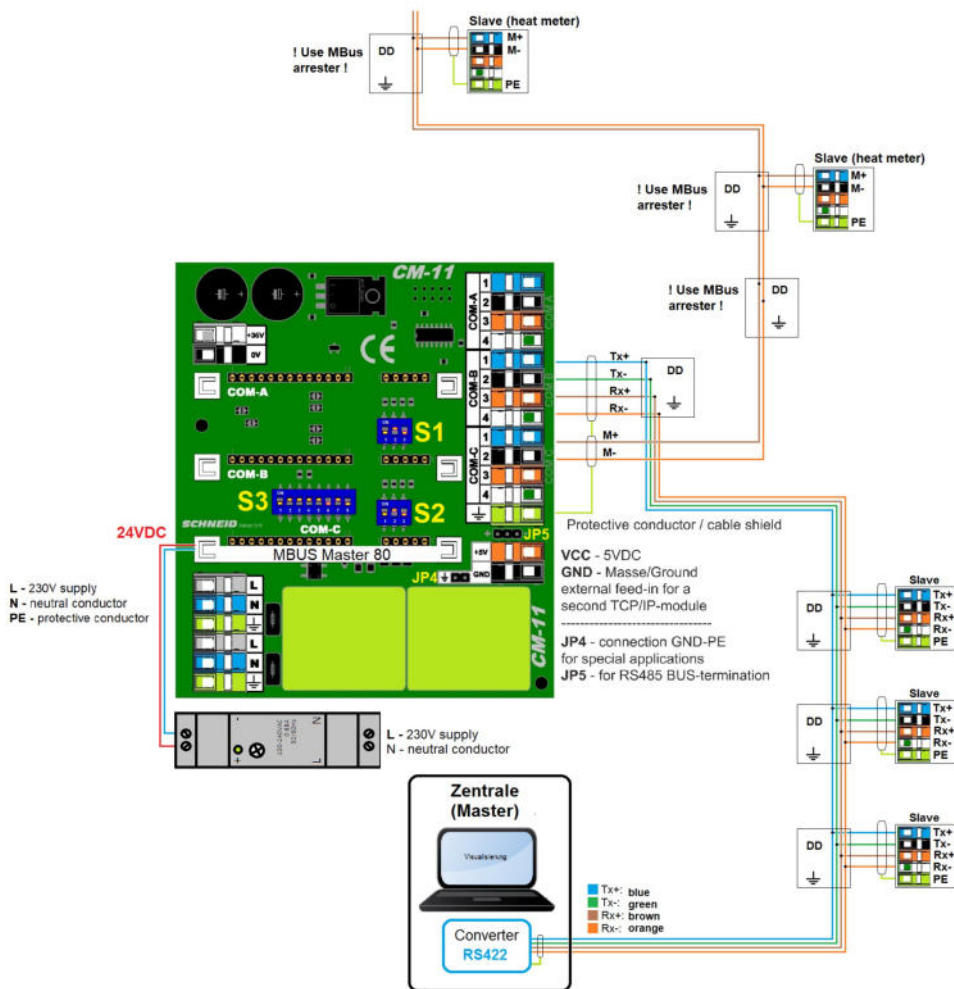 Slave (heat meter)
! Use MBus
arrester !
DD
M+
M-
PE
Slave (heat meter)
! Use MBus
arrester !
DD
M+
M-
PE
! Use MBus
arrester !
DD
CM-11
+36V
0V
COM-A
1
2
3
4
COM-A
COM-B
1
2
3
4
COM-B
COM-C
1
2
3
4
COM-C
COM-A
S1
COM-B
S3
S2
SCHNEID
COM-C
MBUS Master 80
JP5
+5V
GND
JP4
L
N
L
N
CM-11
Tx+
Tx-
Rx+
Rx-
DD
M+
M-
Protective conductor / cable shield
24VDC
L - 230V supply
N - neutral conductor
PE - protective conductor
VCC - 5VDC
GND - Masse/Ground
external feed-in for a
second TCP/IP-module
JP4 - connection GND-PE
for special applications
JP5 - for RS485 BUS-termination
- N
+ L
L - 230V supply
N - neutral conductor
Slave
DD
Tx+
Tx-
Rx+
Rx-
PE
Slave
DD
Tx+
Tx-
Rx+
Rx-
PE
Slave
DD
Tx+
Tx-
Rx+
Rx-
PE
Zentrale
(Master)
Visualisierung
Converter
RS422
Tx+: blue
Tx-: green
Rx+: brown
Rx-: orange